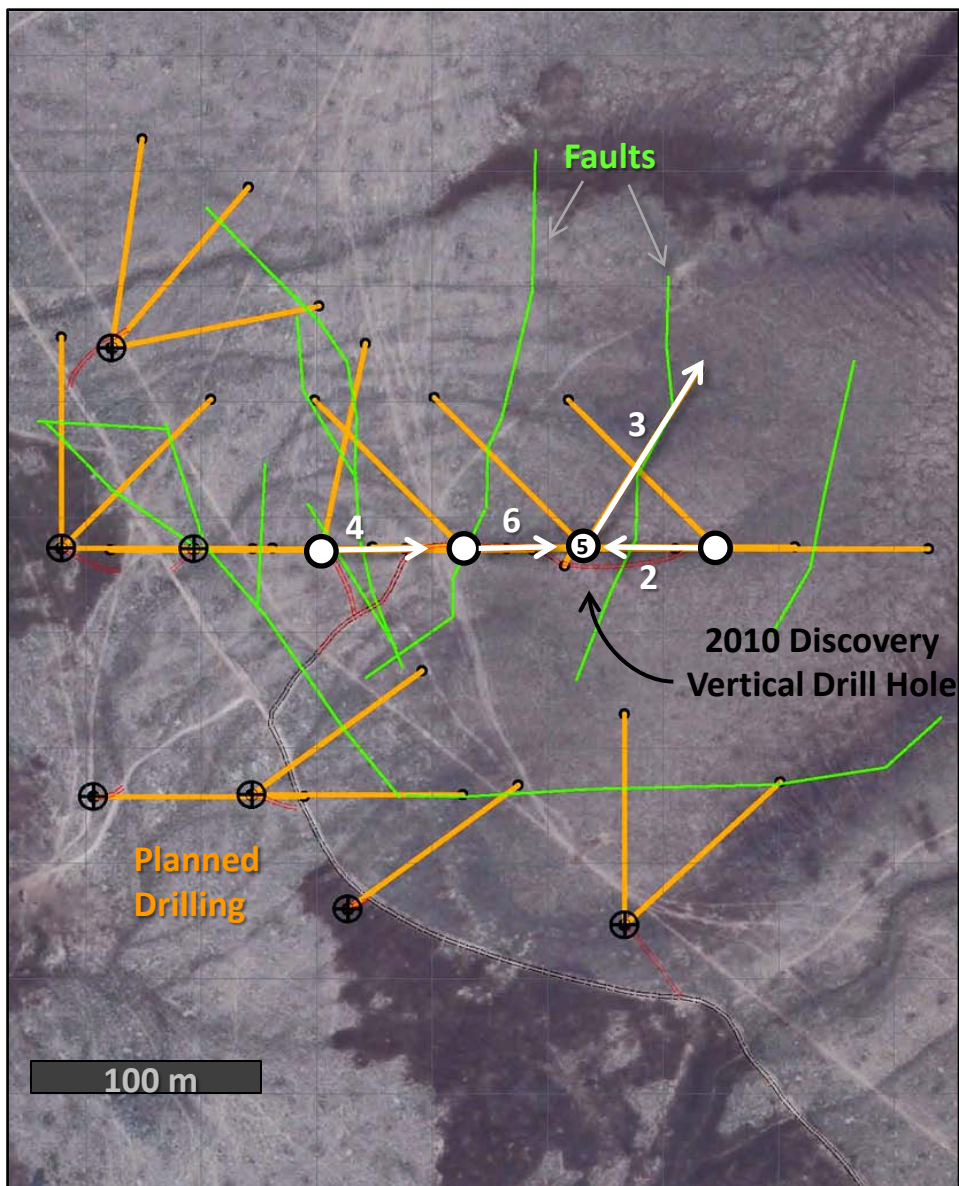 Faults
3
4
6
5
2
2010 Discovery
Vertical Drill Hole
Planned
Drilling
100 m